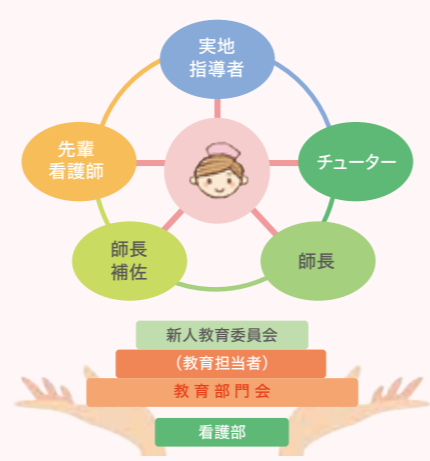 実地
指導者
先輩
看護師
チューター
師長
補佐
師長
新人教育委員会
（教育担当者）
教育部門会
看護部